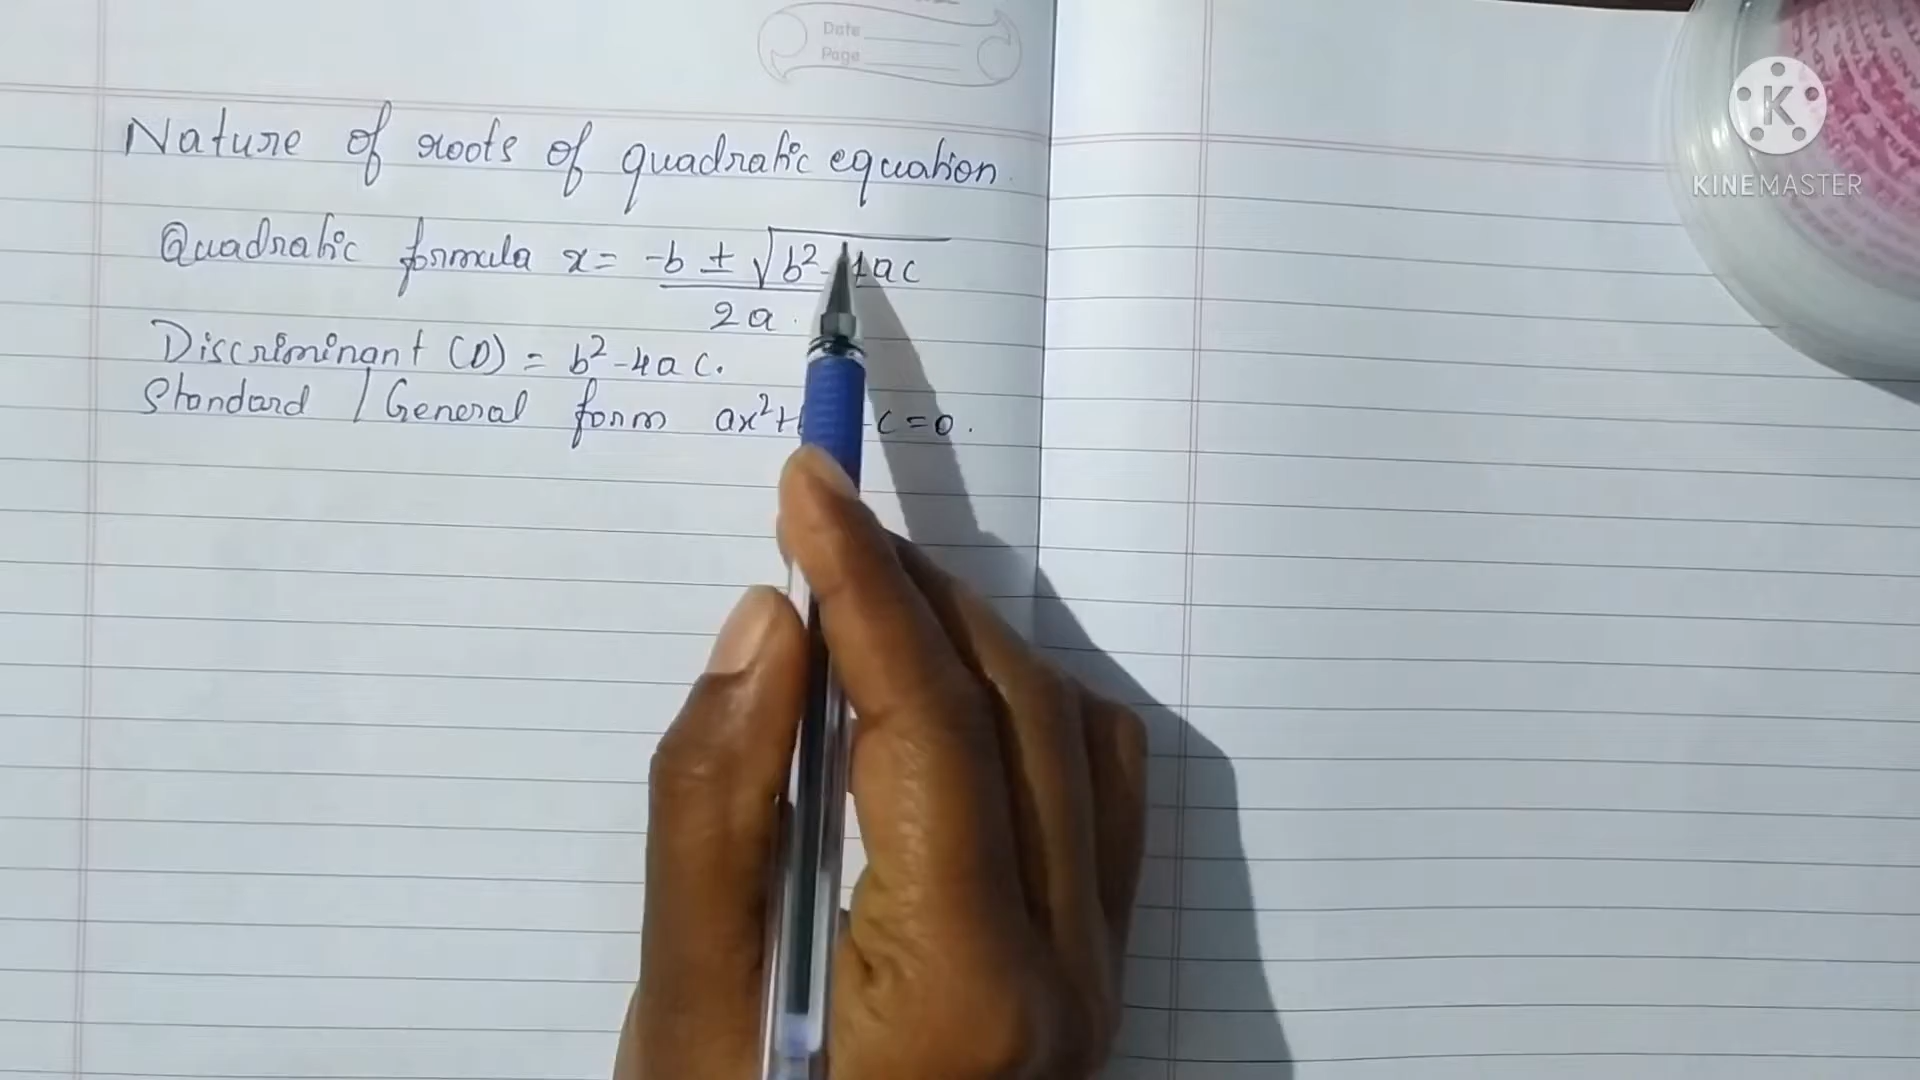 Date
Page
KINEMASTER
Nature of roots of quadratic equation.
Quadratic formula x = -b ± √b² - 4ac
2a.
Discriminant (D) = b² - 4ac.
Standard / General form ax² + c = 0.